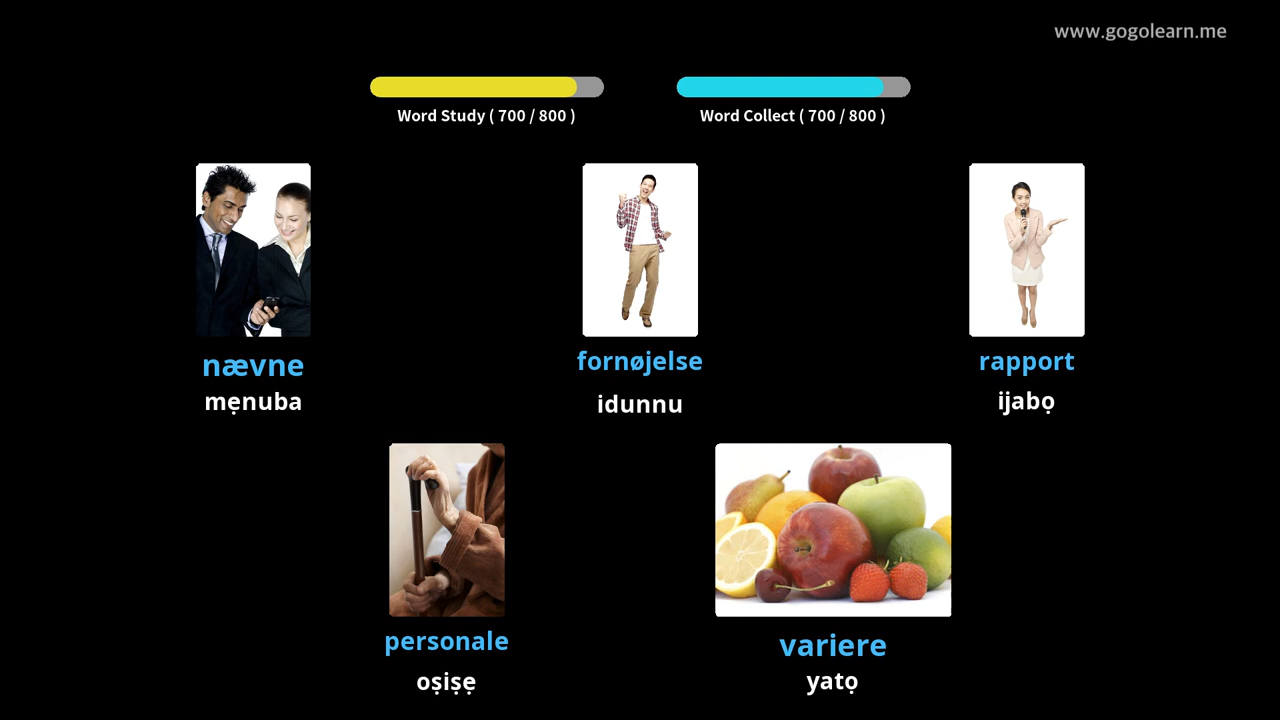 www.gogolearn.me
Word Study ( 700 / 800 )
Word Collect ( 700 / 800 )
nævne
mẹnuba
fornøjelse
idunnu
rapport
ijabọ
personale
oṣiṣẹ
variere
yatọ